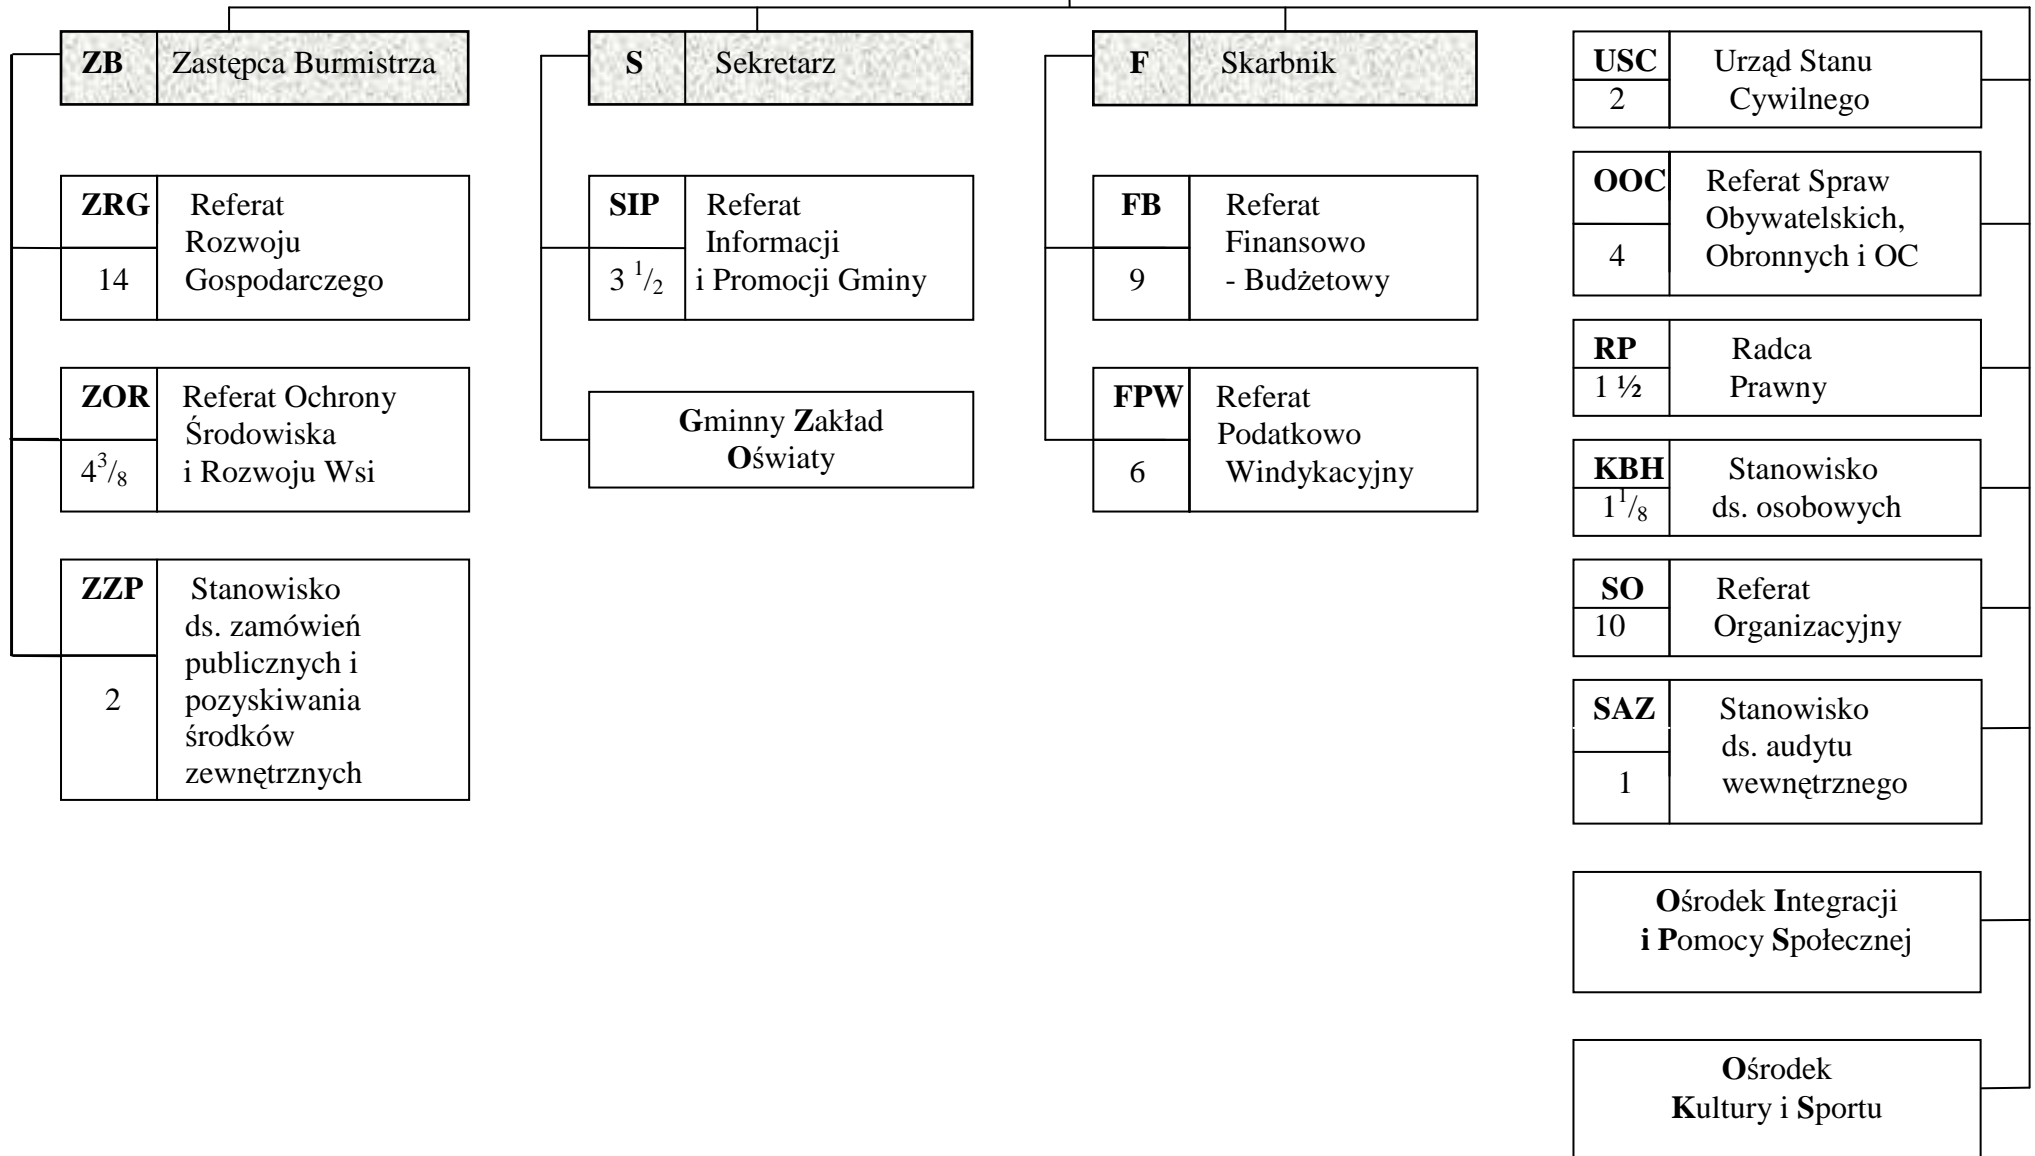 ZB Zastępca Burmistrza
ZRG Referat
Rozwoju
14 Gospodarczego
ZOR Referat Ochrony
Środowiska
4 3/8 i Rozwoju Wsi
ZZP Stanowisko
ds. zamówień
publicznych i
2 pozyskiwania
środków
zewnętrznych
S Sekretarz
SIP Referat
Informacji
3 1/2 i Promocji Gminy
Gminny Zakład
Oświaty
F Skarbnik
FB Referat
Finansowo
9 - Budżetowy
FPW Referat
Podatkowo
6 Windykacyjny
USC Urząd Stanu
2 Cywilnego
OOC Referat Spraw
Obywatelskich,
4 Obronnych i OC
RP Radca
1 ½ Prawny
KBH Stanowisko
1 1/8 ds. osobowych
SO Referat
10 Organizacyjny
SAZ Stanowisko
ds. audytu
1 wewnętrznego
Ośrodek Integracji
i Pomocy Społecznej
Ośrodek
Kultury i Sportu